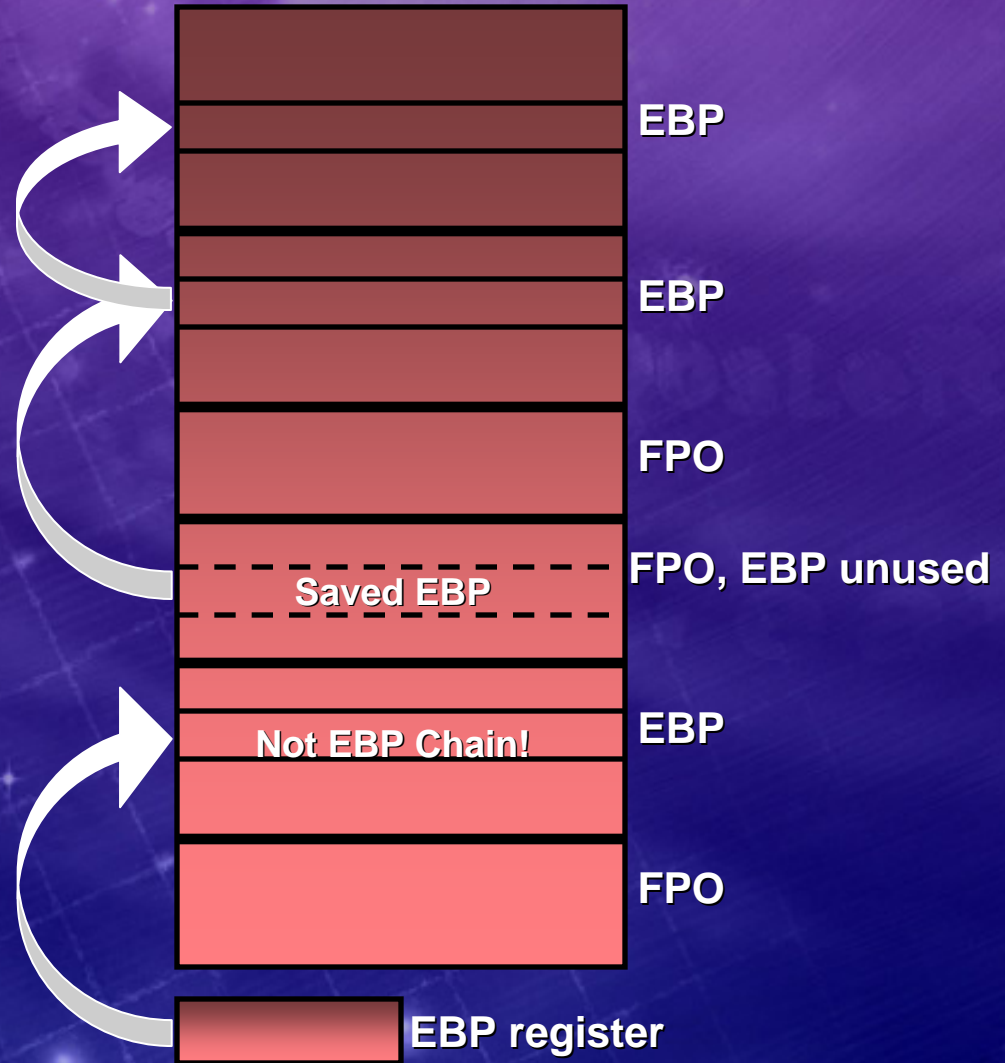 EBP
EBP
FPO
Saved EBP
FPO, EBP unused
Not EBP Chain!
EBP
FPO
EBP register